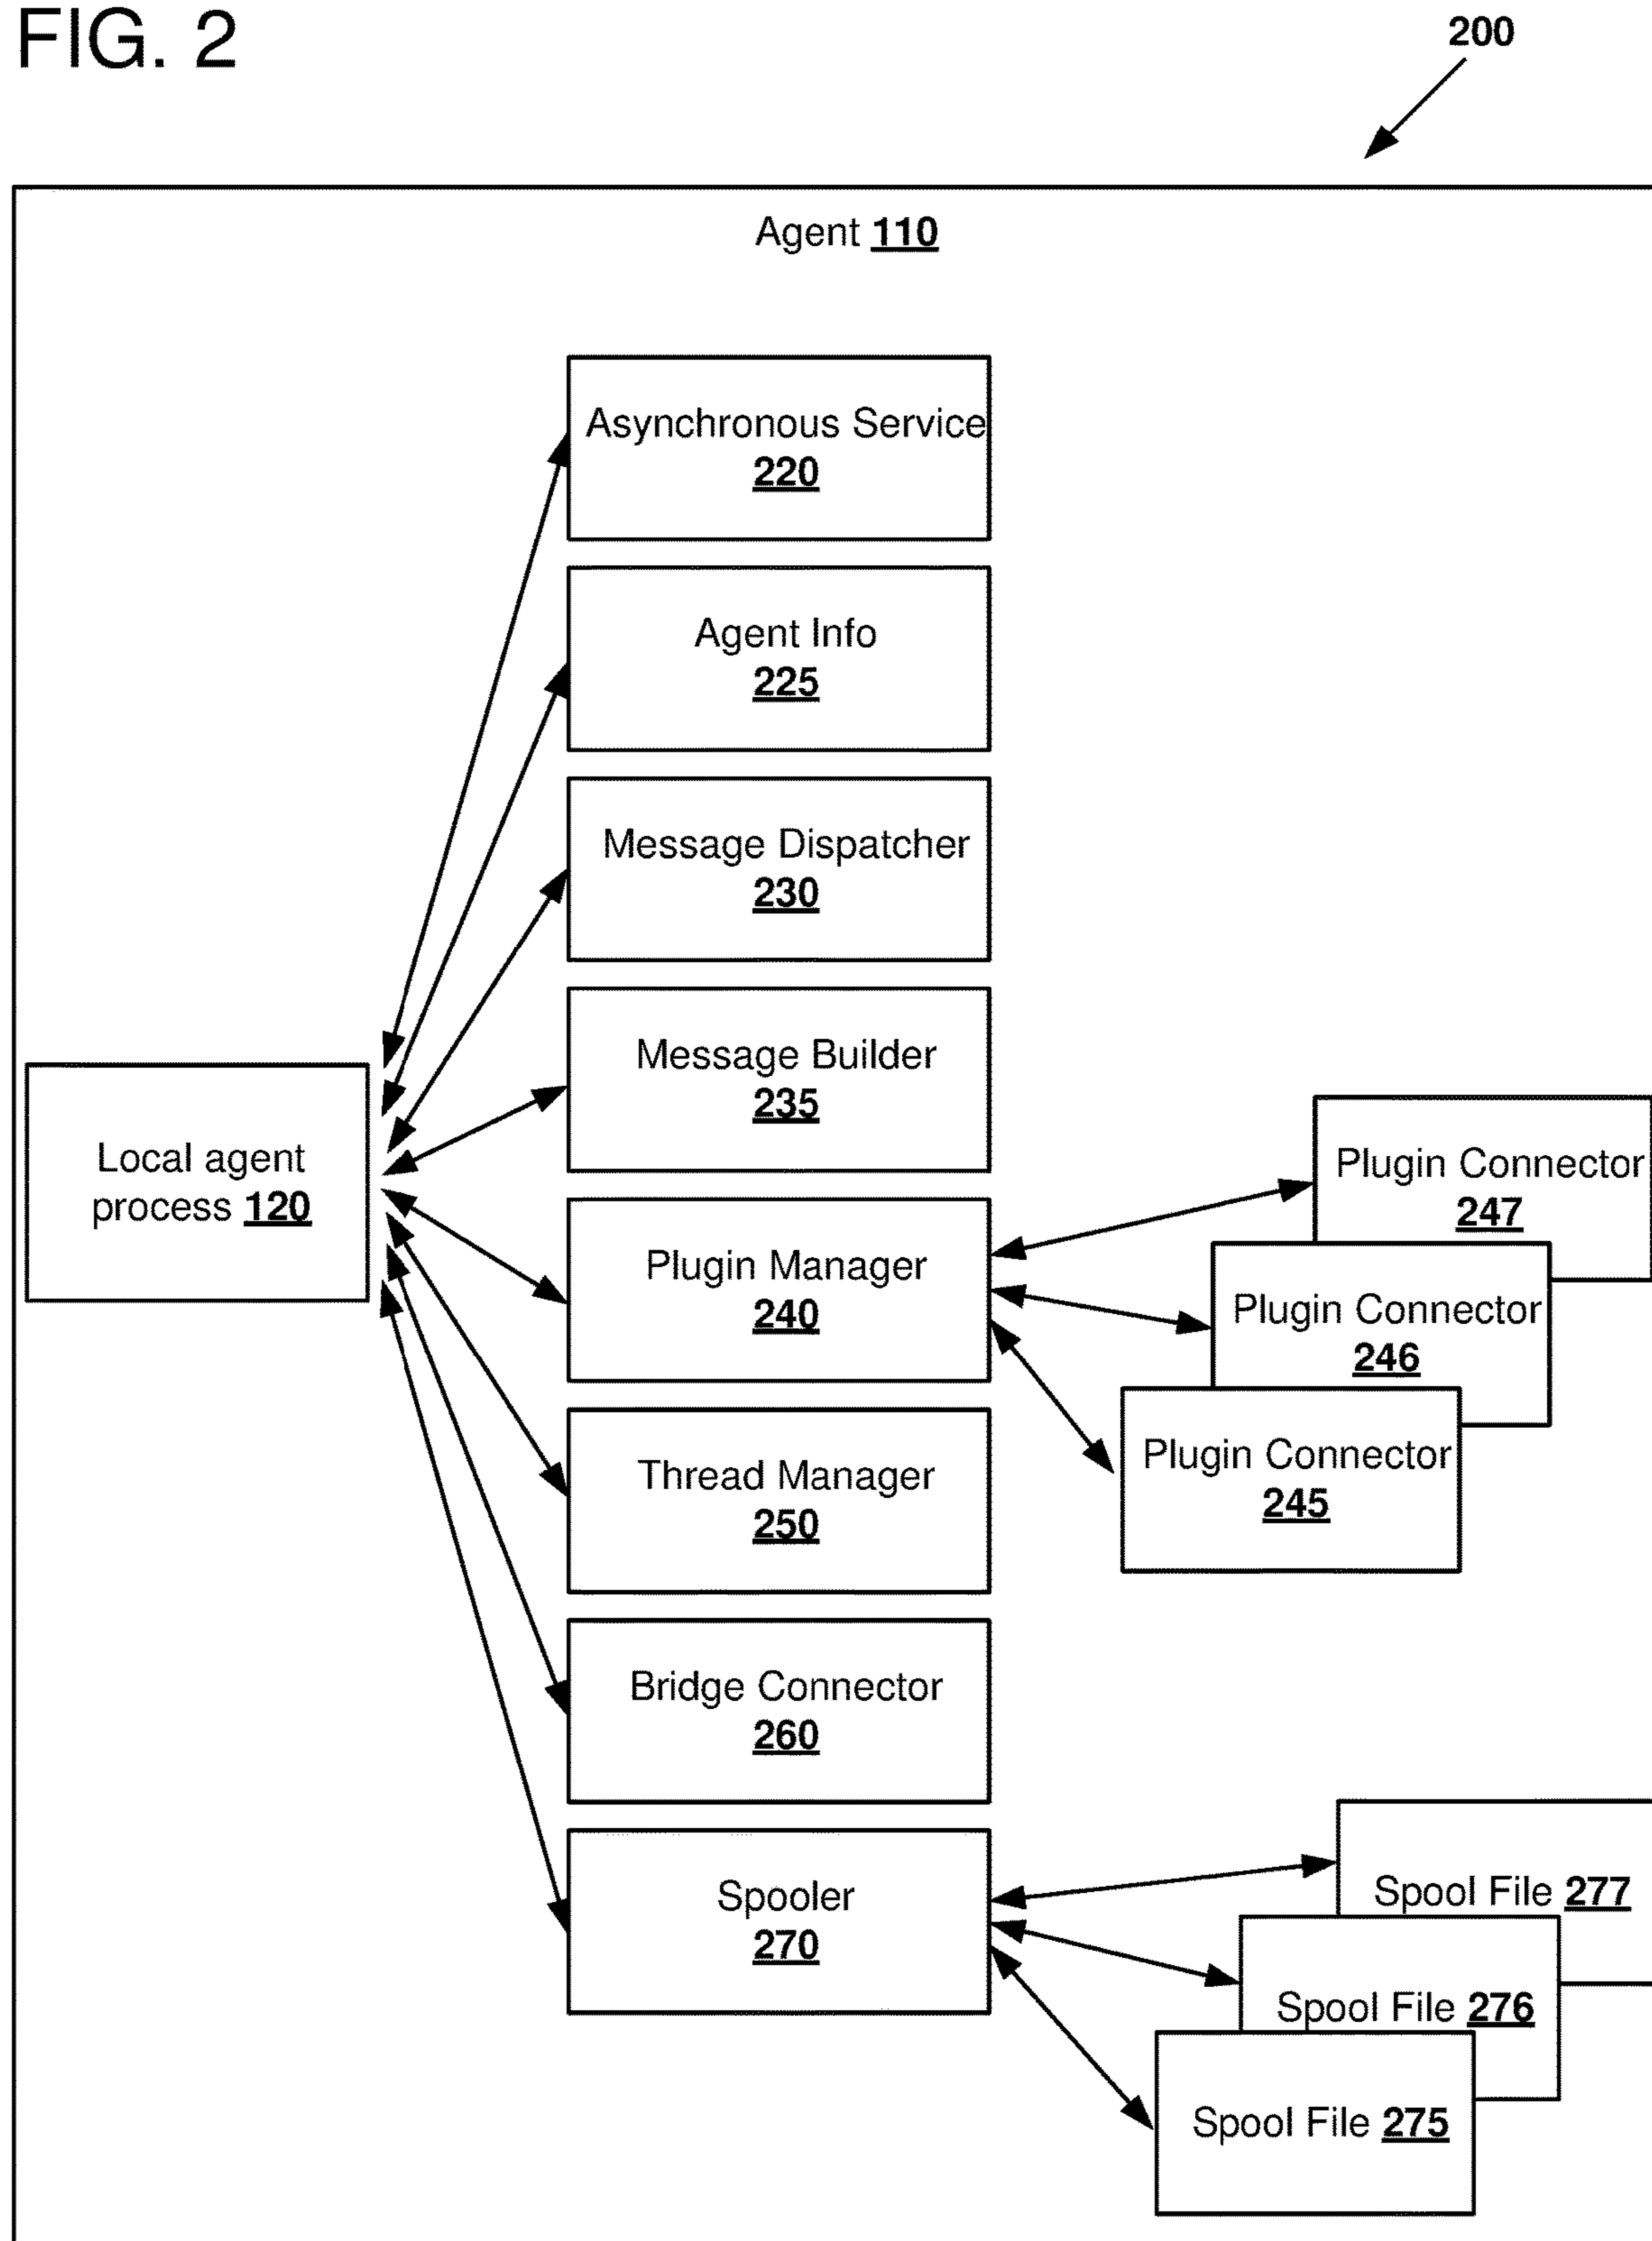 FIG. 2
200
Agent 110
Asynchronous Service
220
Agent Info
225
Message Dispatcher
230
Message Builder
235
Local agent
process 120
Plugin Manager
240
Plugin Connector
247
Plugin Connector
246
Plugin Connector
245
Thread Manager
250
Bridge Connector
260
Spooler
270
Spool File 277
Spool File 276
Spool File 275